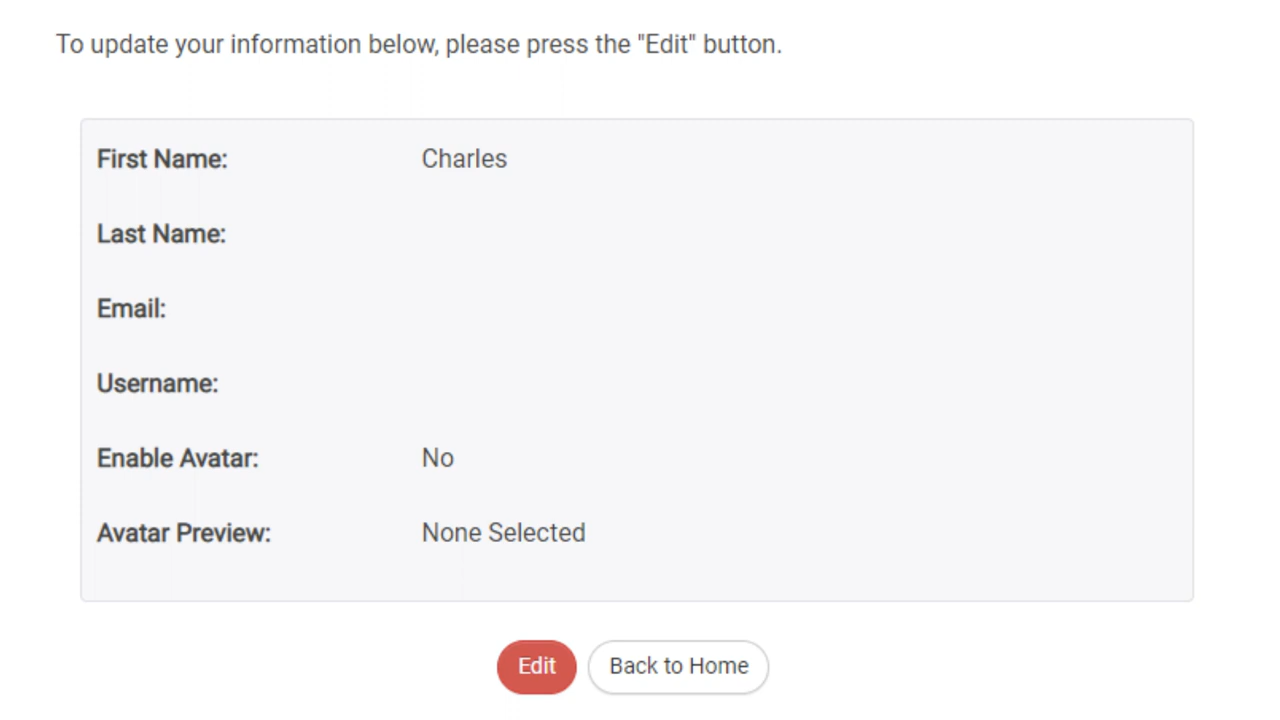 To update your information below, please press the "Edit" button.
First Name: Charles
Last Name:
Email:
Username:
Enable Avatar: No
Avatar Preview: None Selected
Edit Back to Home